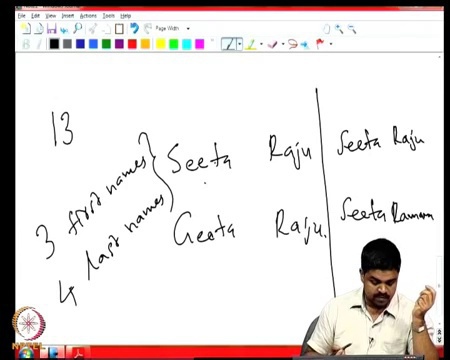 File Edit View Insert Actions Tools Help
Page Width
B
13
3 first names
4 last names
Seeta Raju
Geeta Raju.
Seeta Raju
Seeta Ramana